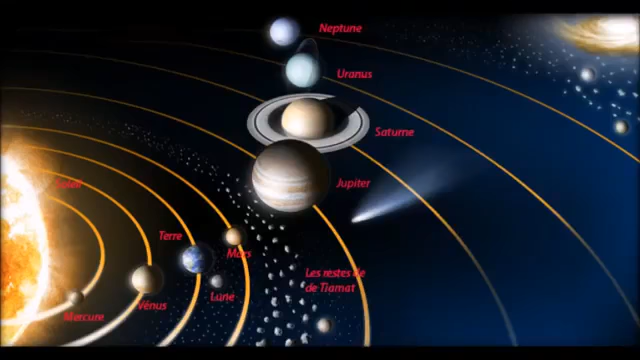 Neptune
Uranus
Saturne
Jupiter
Soleil
Terre
Mars
Les restes de
de Tiamat
Lune
Vénus
Mercure